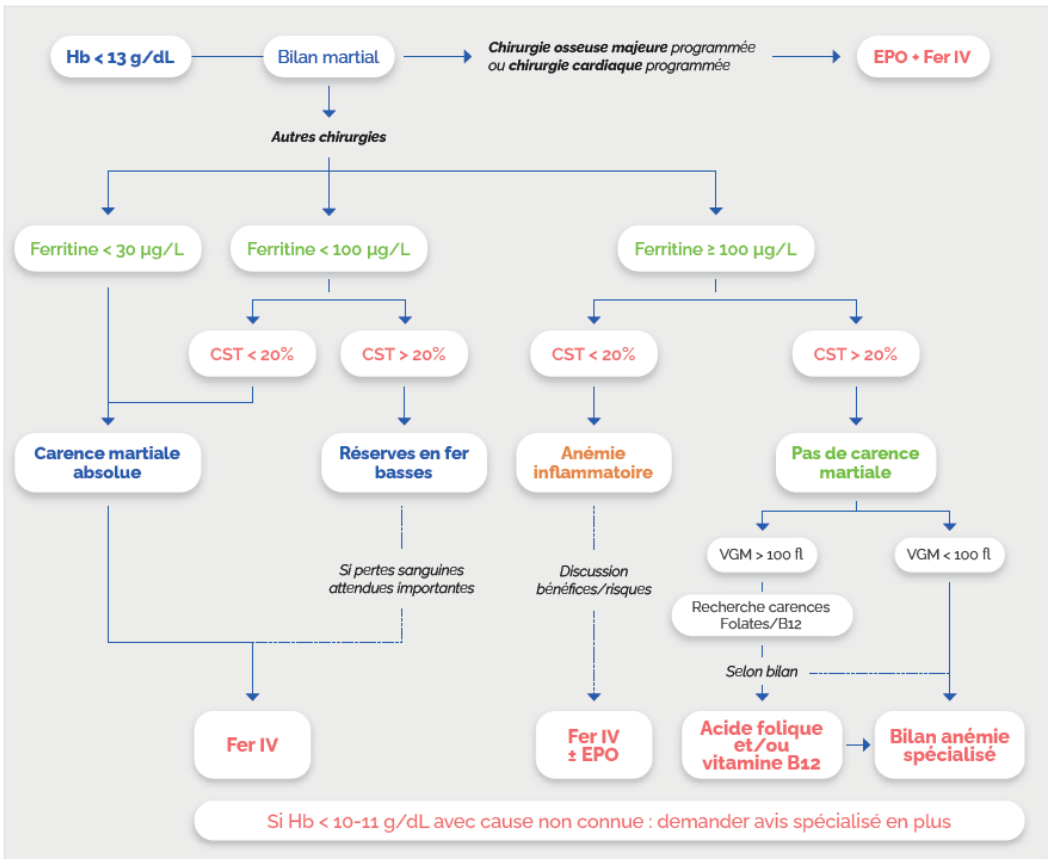 Hb < 13 g/dL
Bilan martial
Chirurgie osseuse majeure programmée
ou chirurgie cardiaque programmée
EPO + Fer IV
Autres chirurgies
Ferritine < 30 µg/L
Ferritine < 100 µg/L
Ferritine ≥ 100 µg/L
CST < 20%
CST > 20%
CST < 20%
CST > 20%
Carence martiale
absolue
Réserves en fer
basses
Anémie
inflammatoire
Pas de carence
martiale
VGM > 100 fl
VGM < 100 fl
Si pertes sanguines
attendues importantes
Discussion
bénéfices/risques
Recherche carences
Folates/B12
Selon bilan
Fer IV
Fer IV
± EPO
Acide folique
et/ou
vitamine B12
Bilan anémie
spécialisé
Si Hb < 10-11 g/dL avec cause non connue : demander avis spécialisé en plus